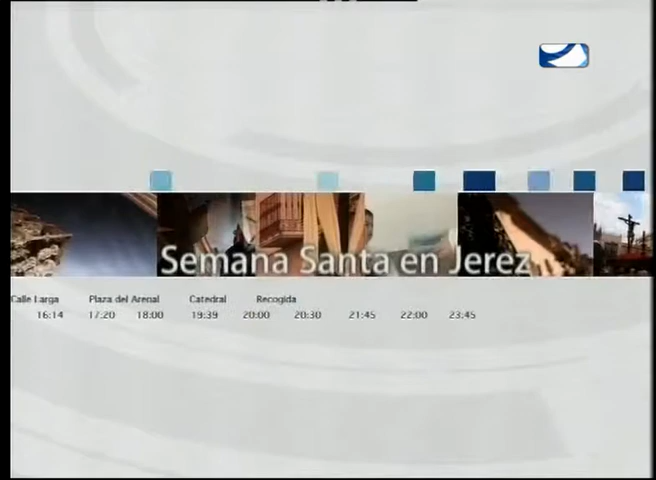 Semana Santa en Jerez
Calle Larga Plaza del Arenal Catedral Recogida
16:14 17:20 18:00 19:39 20:00 20:30 21:45 22:00 23:45